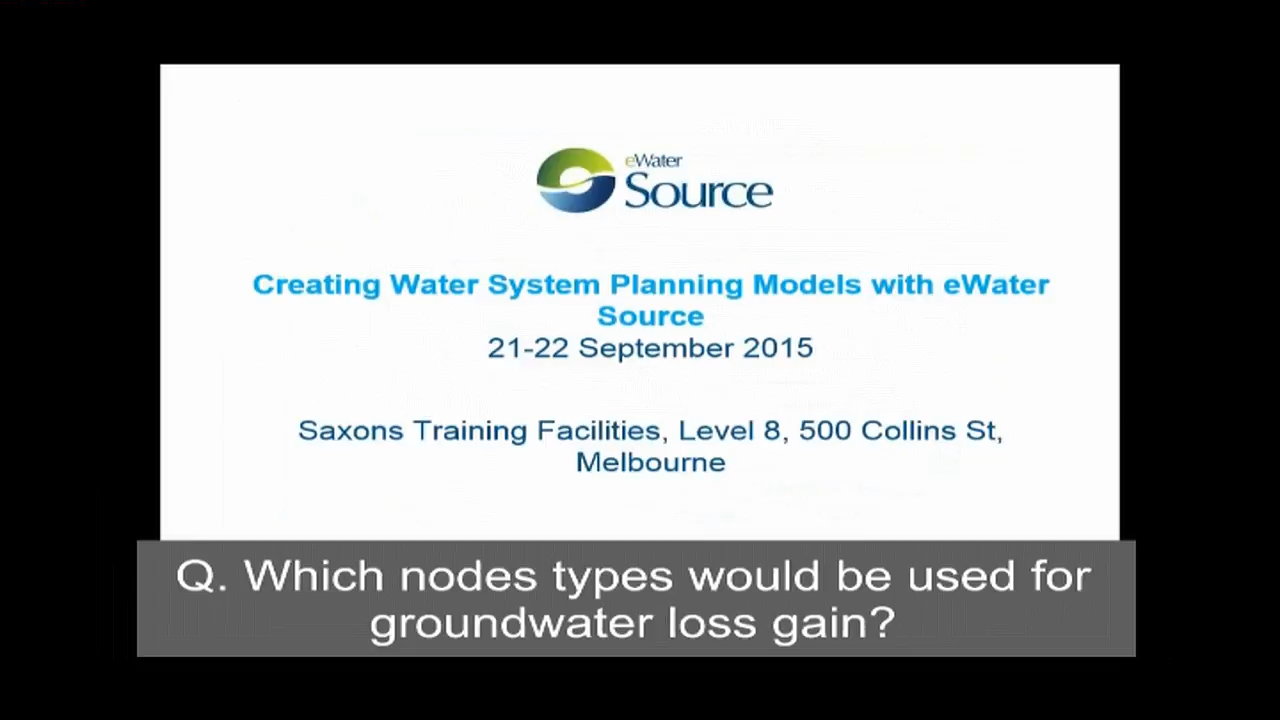 eWater
Source
Creating Water System Planning Models with eWater
Source
21-22 September 2015
Saxons Training Facilities, Level 8, 500 Collins St,
Melbourne
Q. Which nodes types would be used for
groundwater loss gain?